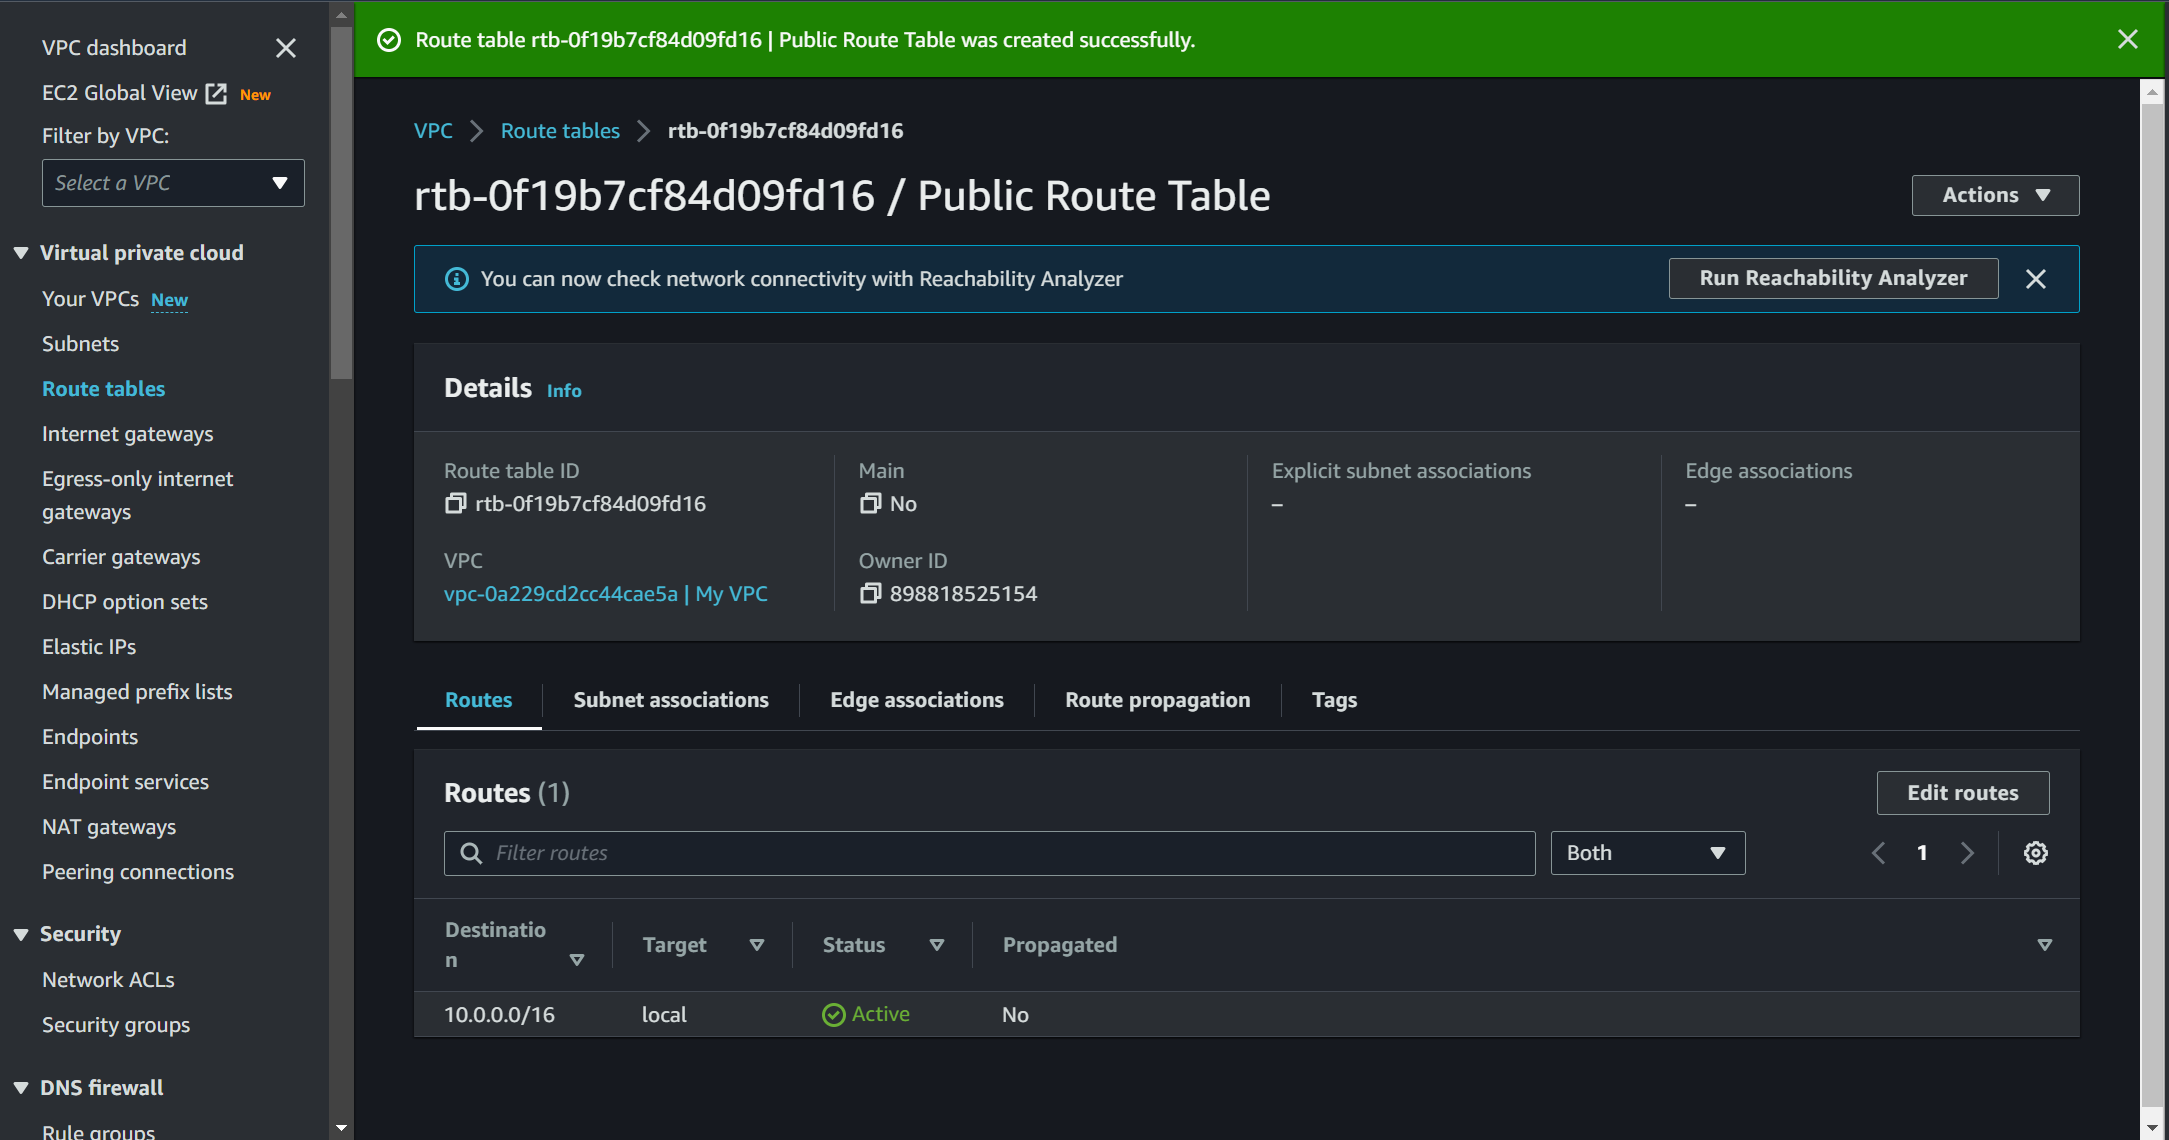 VPC dashboard
EC2 Global View New
Filter by VPC:
Select a VPC
Virtual private cloud
Your VPCs New
Subnets
Route tables
Internet gateways
Egress-only internet
gateways
Carrier gateways
DHCP option sets
Elastic IPs
Managed prefix lists
Endpoints
Endpoint services
NAT gateways
Peering connections
Security
Network ACLs
Security groups
DNS firewall
Rule groups
Route table rtb-0f19b7cf84d09fd16 | Public Route Table was created successfully.
VPC Route tables rtb-0f19b7cf84d09fd16
rtb-0f19b7cf84d09fd16 / Public Route Table
Actions
You can now check network connectivity with Reachability Analyzer
Run Reachability Analyzer
Details Info
Route table ID
rtb-0f19b7cf84d09fd16
Main
No
Explicit subnet associations
–
Edge associations
–
VPC
vpc-0a229cd2cc44cae5a | My VPC
Owner ID
898818525154
Routes Subnet associations Edge associations Route propagation Tags
Routes (1)
Edit routes
Filter routes
Both
1
Destinatio
n
Target Status Propagated
10.0.0.0/16 local Active No